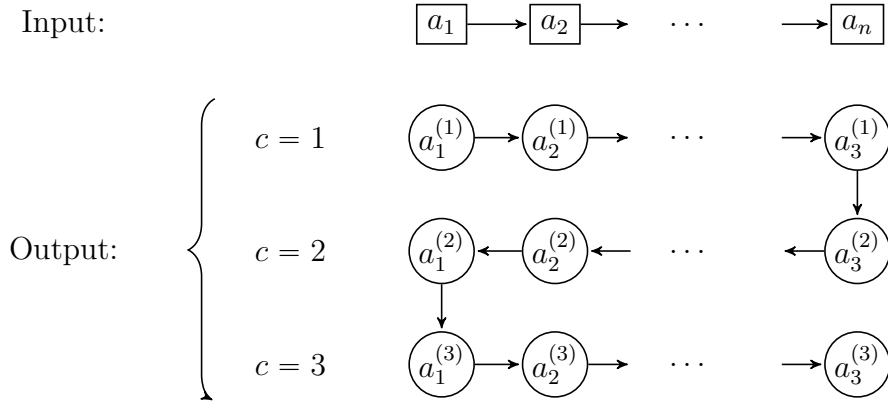 Input: a_1 a_2 ⋯ a_n
c = 1 a_1^{(1)} a_2^{(1)} ⋯ a_3^{(1)}
Output: c = 2 a_1^{(2)} a_2^{(2)} ⋯ a_3^{(2)}
c = 3 a_1^{(3)} a_2^{(3)} ⋯ a_3^{(3)}